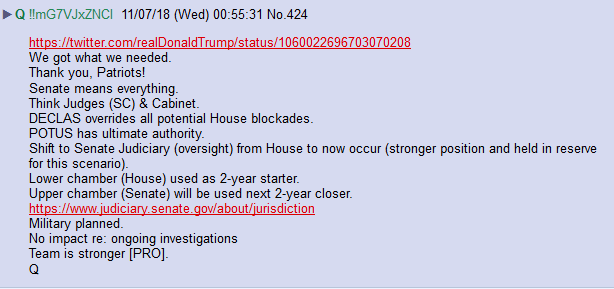 Q !!mG7VJxZNCI 11/07/18 (Wed) 00:55:31 No.424
https://twitter.com/realDonaldTrump/status/1060022696703070208
We got what we needed.
Thank you, Patriots!
Senate means everything.
Think Judges (SC) & Cabinet.
DECLAS overrides all potential House blockades.
POTUS has ultimate authority.
Shift to Senate Judiciary (oversight) from House to now occur (stronger position and held in reserve
for this scenario).
Lower chamber (House) used as 2-year starter.
Upper chamber (Senate) will be used next 2-year closer.
https://www.judiciary.senate.gov/about/jurisdiction
Military planned.
No impact re: ongoing investigations
Team is stronger [PRO].
Q